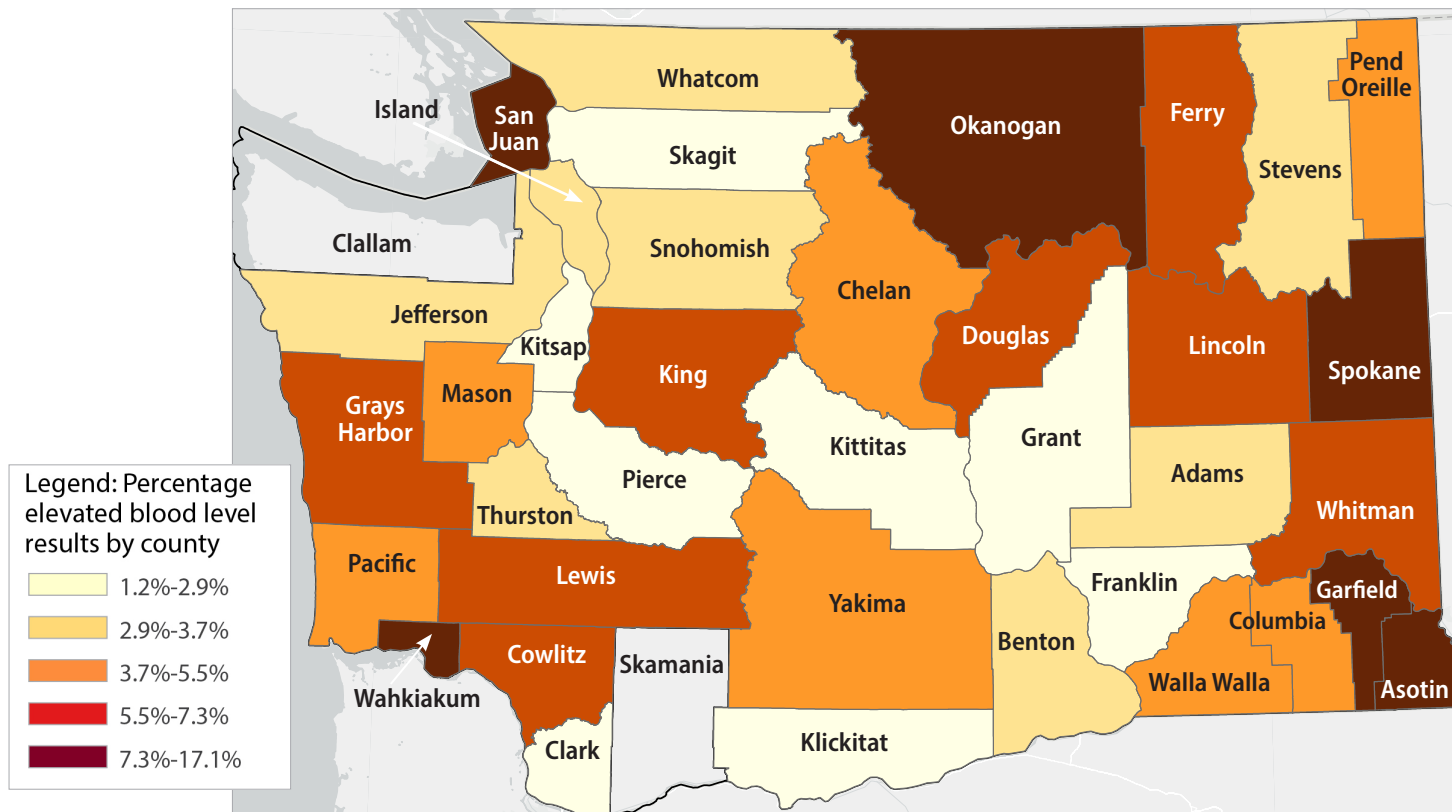 Whatcom
Pend
Oreille
Island
San
Juan
Okanogan
Ferry
Skagit
Stevens
Clallam
Snohomish
Chelan
Jefferson
Kitsap
Douglas
Lincoln
King
Spokane
Mason
Grays
Harbor
Kittitas
Grant
Pierce
Adams
Thurston
Whitman
Legend: Percentage
elevated blood level
results by county
1.2%-2.9%
2.9%-3.7%
3.7%-5.5%
5.5%-7.3%
7.3%-17.1%
Pacific
Lewis
Yakima
Franklin
Garfield
Columbia
Benton
Cowlitz
Skamania
Walla Walla
Asotin
Wahkiakum
Clark
Klickitat